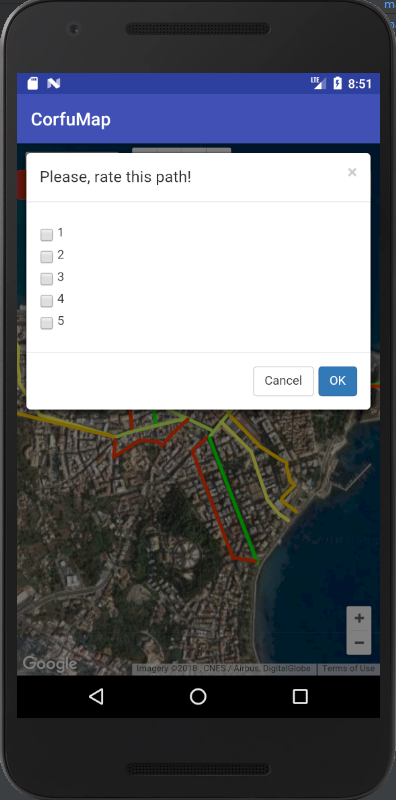 m
LTE 8:51
CorfuMap
Please, rate this path! ×
1
2
3
4
5
Cancel OK
+
−
Google Imagery ©2018, CNES / Airbus, DigitalGlobe Terms of Use